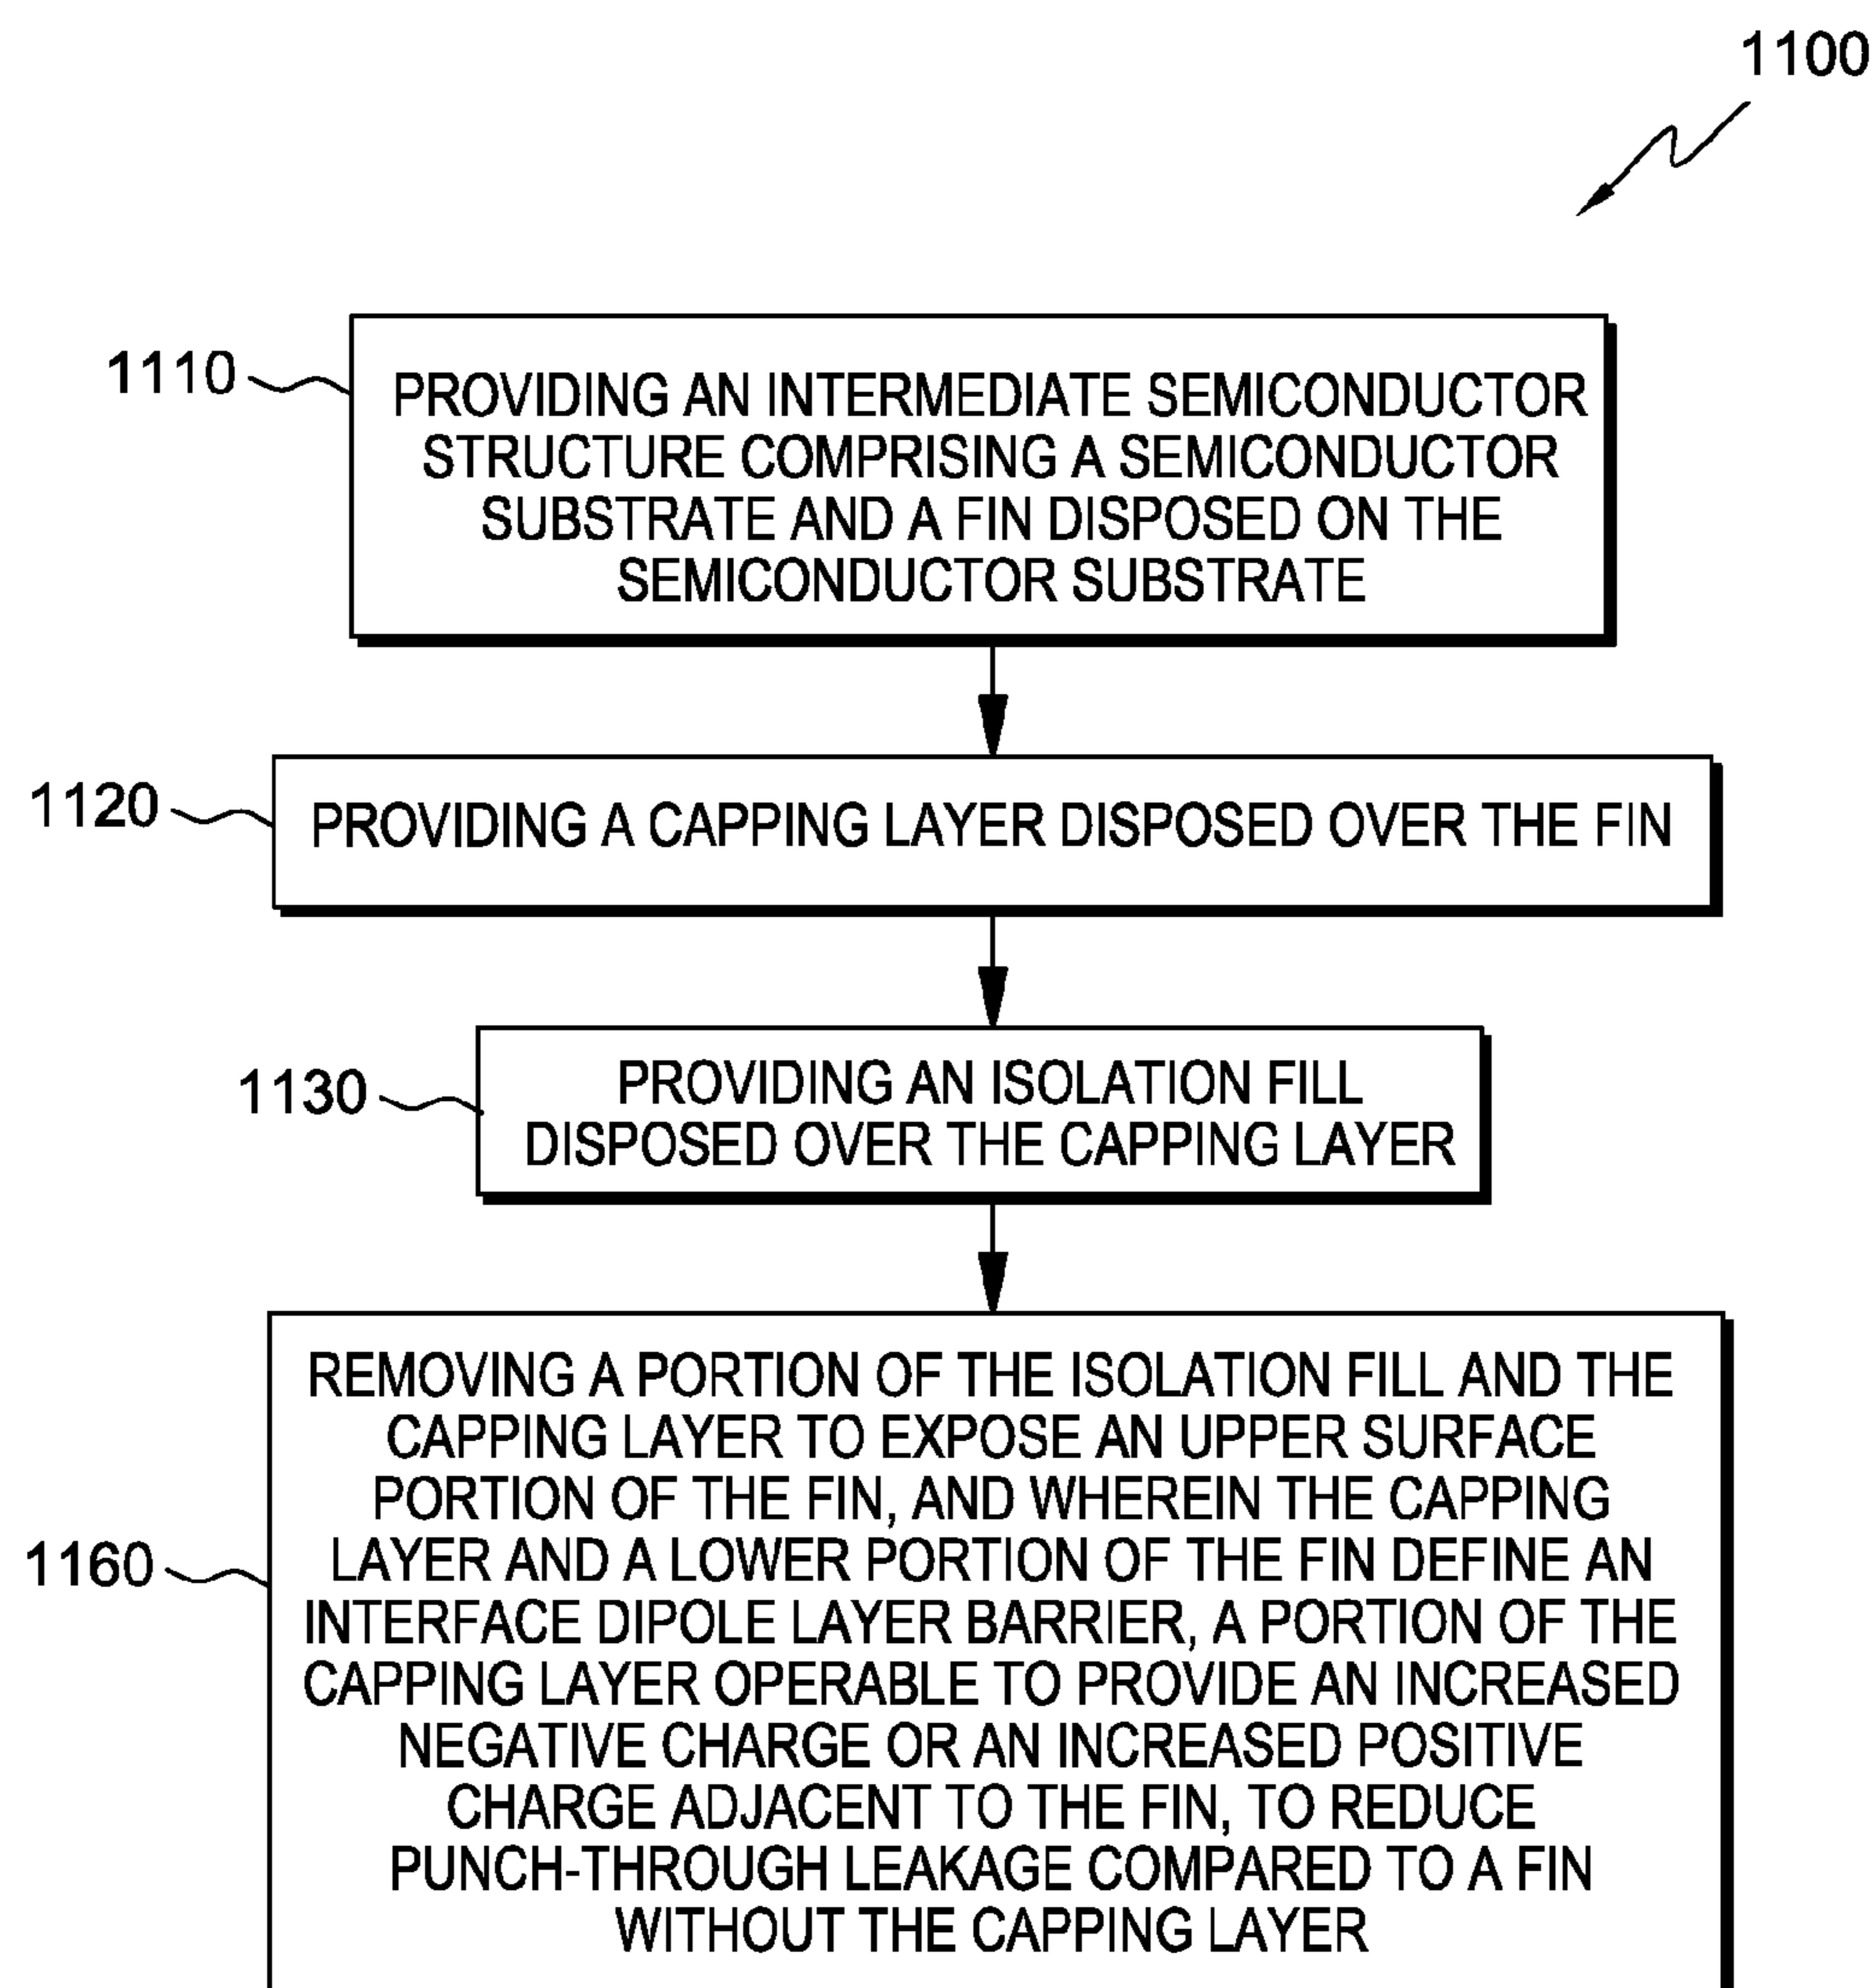 1100
1110
PROVIDING AN INTERMEDIATE SEMICONDUCTOR
STRUCTURE COMPRISING A SEMICONDUCTOR
SUBSTRATE AND A FIN DISPOSED ON THE
SEMICONDUCTOR SUBSTRATE
1120
PROVIDING A CAPPING LAYER DISPOSED OVER THE FIN
1130
PROVIDING AN ISOLATION FILL
DISPOSED OVER THE CAPPING LAYER
1160
REMOVING A PORTION OF THE ISOLATION FILL AND THE
CAPPING LAYER TO EXPOSE AN UPPER SURFACE
PORTION OF THE FIN, AND WHEREIN THE CAPPING
LAYER AND A LOWER PORTION OF THE FIN DEFINE AN
INTERFACE DIPOLE LAYER BARRIER, A PORTION OF THE
CAPPING LAYER OPERABLE TO PROVIDE AN INCREASED
NEGATIVE CHARGE OR AN INCREASED POSITIVE
CHARGE ADJACENT TO THE FIN, TO REDUCE
PUNCH-THROUGH LEAKAGE COMPARED TO A FIN
WITHOUT THE CAPPING LAYER